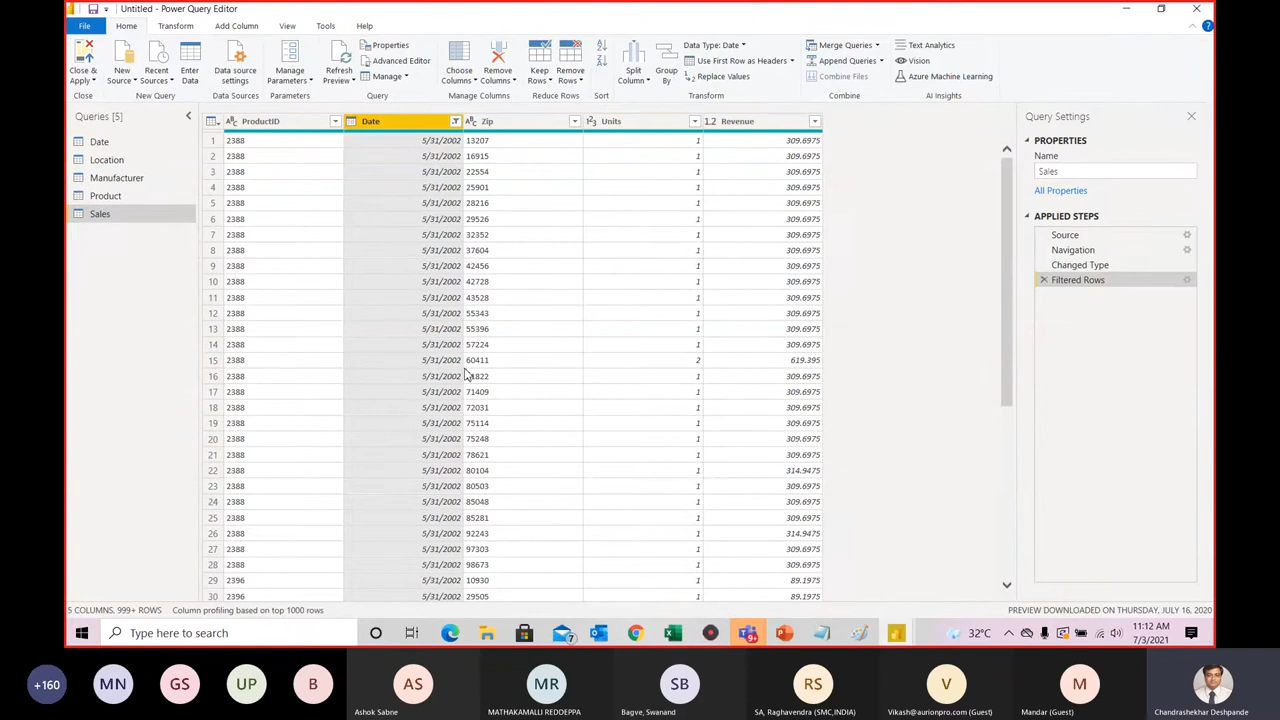 Untitled - Power Query Editor
File Home Transform Add Column View Tools Help
Close & Apply
New Source
Recent Sources
Enter Data
Data source settings
Manage Parameters
Refresh Preview
Properties
Advanced Editor
Manage
Choose Columns
Remove Columns
Keep Rows
Remove Rows
Split Column
Group By
Data Type: Date
Use First Row as Headers
Replace Values
Merge Queries
Append Queries
Combine Files
Text Analytics
Vision
Azure Machine Learning
Close New Query Data Sources Parameters Query Manage Columns Reduce Rows Sort Transform Combine AI Insights
Queries [5]
Date
Location
Manufacturer
Product
Sales
ProductID Date Zip Units Revenue
1 2388 5/31/2002 13207 1 309.6975
2 2388 5/31/2002 16915 1 309.6975
3 2388 5/31/2002 22554 1 309.6975
4 2388 5/31/2002 25901 1 309.6975
5 2388 5/31/2002 28216 1 309.6975
6 2388 5/31/2002 29526 1 309.6975
7 2388 5/31/2002 32352 1 309.6975
8 2388 5/31/2002 37604 1 309.6975
9 2388 5/31/2002 42456 1 309.6975
10 2388 5/31/2002 42728 1 309.6975
11 2388 5/31/2002 43528 1 309.6975
12 2388 5/31/2002 55343 1 309.6975
13 2388 5/31/2002 55396 1 309.6975
14 2388 5/31/2002 57224 1 309.6975
15 2388 5/31/2002 60411 2 619.395
16 2388 5/31/2002 1 309.6975
17 2388 5/31/2002 71409 1 309.6975
18 2388 5/31/2002 72031 1 309.6975
19 2388 5/31/2002 75114 1 309.6975
20 2388 5/31/2002 75248 1 309.6975
21 2388 5/31/2002 78621 1 309.6975
22 2388 5/31/2002 80104 1 314.9475
23 2388 5/31/2002 80503 1 309.6975
24 2388 5/31/2002 85048 1 309.6975
25 2388 5/31/2002 85281 1 309.6975
26 2388 5/31/2002 92243 1 314.9475
27 2388 5/31/2002 97303 1 309.6975
28 2388 5/31/2002 98673 1 309.6975
29 2396 5/31/2002 10930 1 89.1975
30 2396 5/31/2002 29505 1 89.1975
Query Settings
PROPERTIES
Name
Sales
All Properties
APPLIED STEPS
Source
Navigation
Changed Type
Filtered Rows
5 COLUMNS, 999+ ROWS Column profiling based on top 1000 rows PREVIEW DOWNLOADED ON THURSDAY, JULY 16, 2020
Type here to search
7
9+
32°C
11:12 AM
7/3/2021
+160 MN GS UP B AS MR SB RS V M
Ashok Sabne MATHAKAMALLI REDDEPPA Bagve, Swanand SA, Raghavendra (SMC,INDIA) Vikash@aurionpro.com (Guest) Mandar (Guest) Chandrashekhar Deshpande